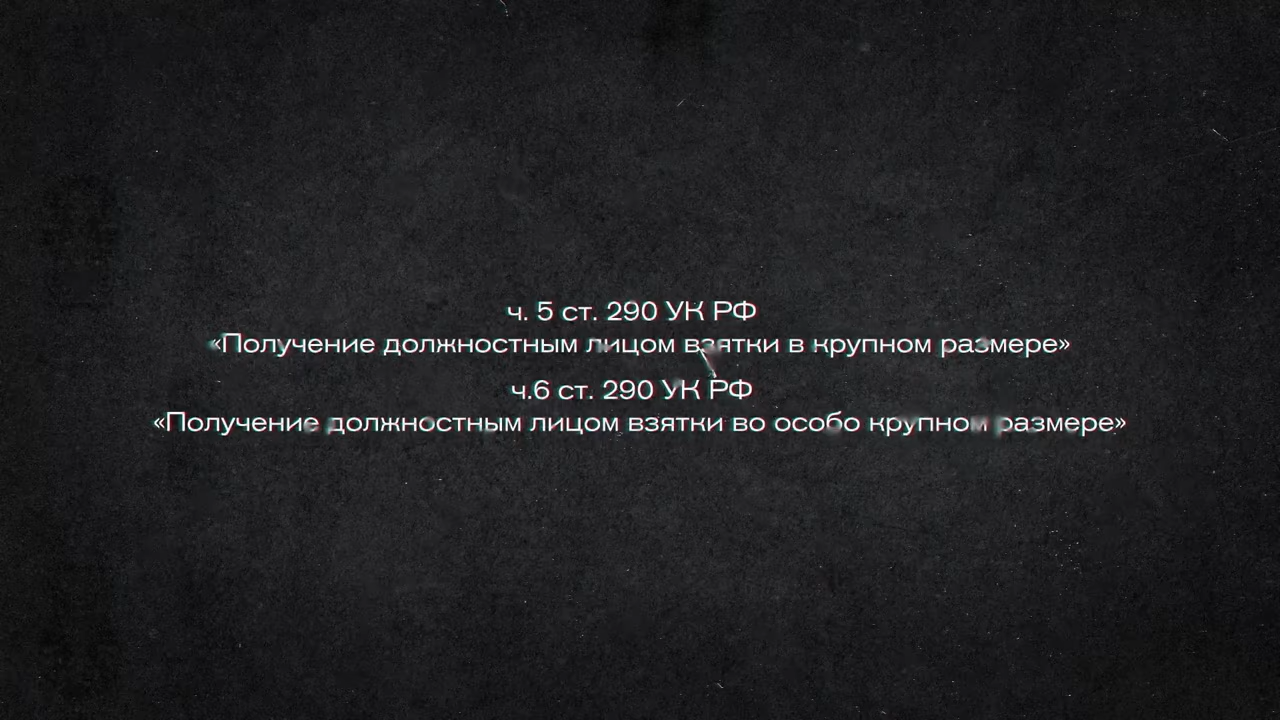 ч. 5 ст. 290 УК РФ
«Получение должностным лицом взятки в крупном размере»
ч.6 ст. 290 УК РФ
«Получение должностным лицом взятки во особо крупном размере»